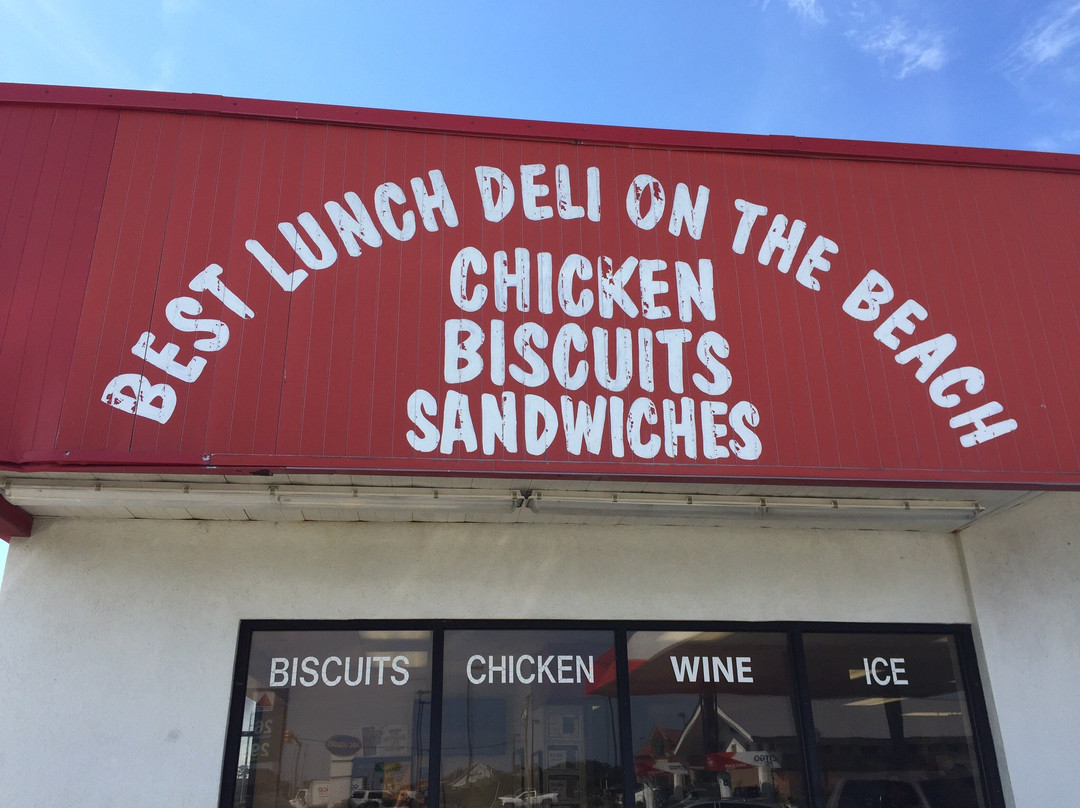 BEST LUNCH DELI ON THE BEACH
CHICKEN
BISCUITS
SANDWICHES
BISCUITS CHICKEN WINE ICE